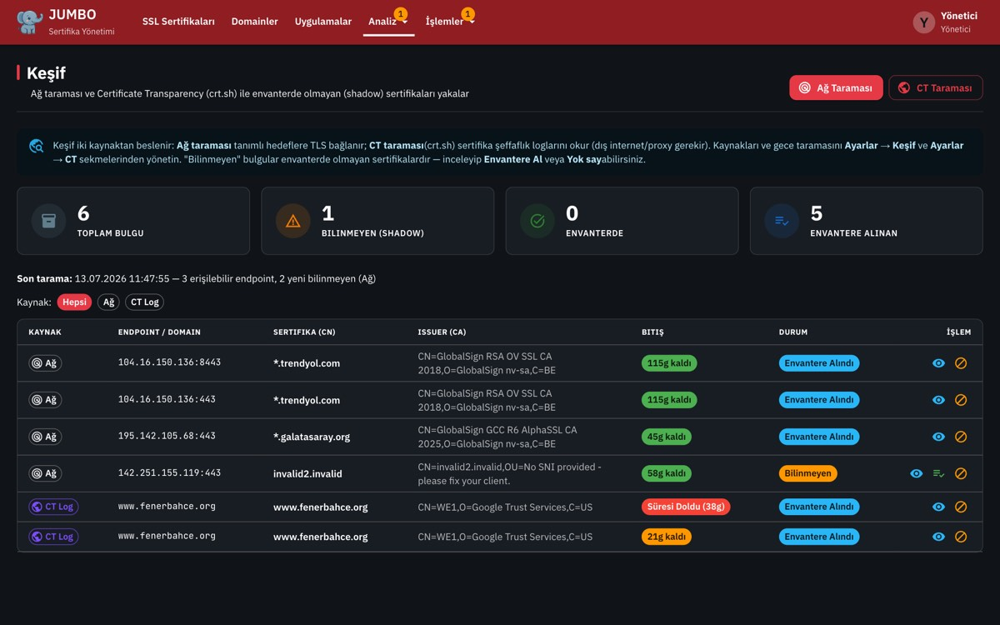 JUMBO
Sertifika Yönetimi
SSL Sertifikaları
Domainler
Uygulamalar
Analiz
1
İşlemler
1
Y
Yönetici
Yönetici
Keşif
Ağ taraması ve Certificate Transparency (crt.sh) ile envanterde olmayan (shadow) sertifikaları yakalar
Ağ Taraması
CT Taraması
Keşif iki kaynaktan beslenir: Ağ taraması tanımlı hedeflere TLS bağlanır; CT taraması(crt.sh) sertifika şeffaflık loglarını okur (dış internet/proxy gerekir). Kaynakları ve gece taramasını Ayarlar → Keşif ve Ayarlar
→ CT sekmelerinden yönetin. "Bilinmeyen" bulgular envanterde olmayan sertifikalardır — inceleyip Envantere Al veya Yok sayabilirsiniz.
6
TOPLAM BULGU
1
BILINMEYEN (SHADOW)
0
ENVANTERDE
5
ENVANTERE ALINAN
Son tarama: 13.07.2026 11:47:55 — 3 erişilebilir endpoint, 2 yeni bilinmeyen (Ağ)
Kaynak: Hepsi Ağ CT Log
KAYNAK ENDPOINT / DOMAIN SERTIFIKA (CN) ISSUER (CA) BITIŞ DURUM İŞLEM
Ağ 104.16.150.136:8443 *.trendyol.com CN=GlobalSign RSA OV SSL CA
2018,O=GlobalSign nv-sa,C=BE 115g kaldı Envantere Alındı
Ağ 104.16.150.136:443 *.trendyol.com CN=GlobalSign RSA OV SSL CA
2018,O=GlobalSign nv-sa,C=BE 115g kaldı Envantere Alındı
Ağ 195.142.105.68:443 *.galatasaray.org CN=GlobalSign GCC R6 AlphaSSL CA
2025,O=GlobalSign nv-sa,C=BE 45g kaldı Envantere Alındı
Ağ 142.251.155.119:443 invalid2.invalid CN=invalid2.invalid,OU=No SNI provided -
please fix your client. 58g kaldı Bilinmeyen
CT Log www.fenerbahce.org www.fenerbahce.org CN=WE1,O=Google Trust Services,C=US Süresi Doldu (38g) Envantere Alındı
CT Log www.fenerbahce.org www.fenerbahce.org CN=WE1,O=Google Trust Services,C=US 21g kaldı Envantere Alındı